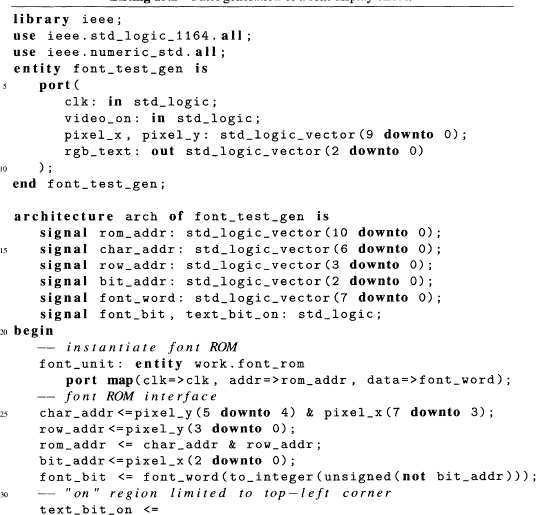 library ieee;
use ieee.std_logic_1164.all;
use ieee.numeric_std.all;
entity font_test_gen is
5 port(
clk: in std_logic;
video_on: in std_logic;
pixel_x, pixel_y: std_logic_vector(9 downto 0);
rgb_text: out std_logic_vector(2 downto 0)
10 );
end font_test_gen;
architecture arch of font_test_gen is
signal rom_addr: std_logic_vector(10 downto 0);
15 signal char_addr: std_logic_vector(6 downto 0);
signal row_addr: std_logic_vector(3 downto 0);
signal bit_addr: std_logic_vector(2 downto 0);
signal font_word: std_logic_vector(7 downto 0);
signal font_bit, text_bit_on: std_logic;
20 begin
-- instantiate font ROM
font_unit: entity work.font_rom
port map(clk=>clk, addr=>rom_addr, data=>font_word);
-- font ROM interface
25 char_addr<=pixel_y(5 downto 4) & pixel_x(7 downto 3);
row_addr<=pixel_y(3 downto 0);
rom_addr <= char_addr & row_addr;
bit_addr<=pixel_x(2 downto 0);
font_bit <= font_word(to_integer(unsigned(not bit_addr)));
30 -- "on" region limited to top-left corner
text_bit_on <=